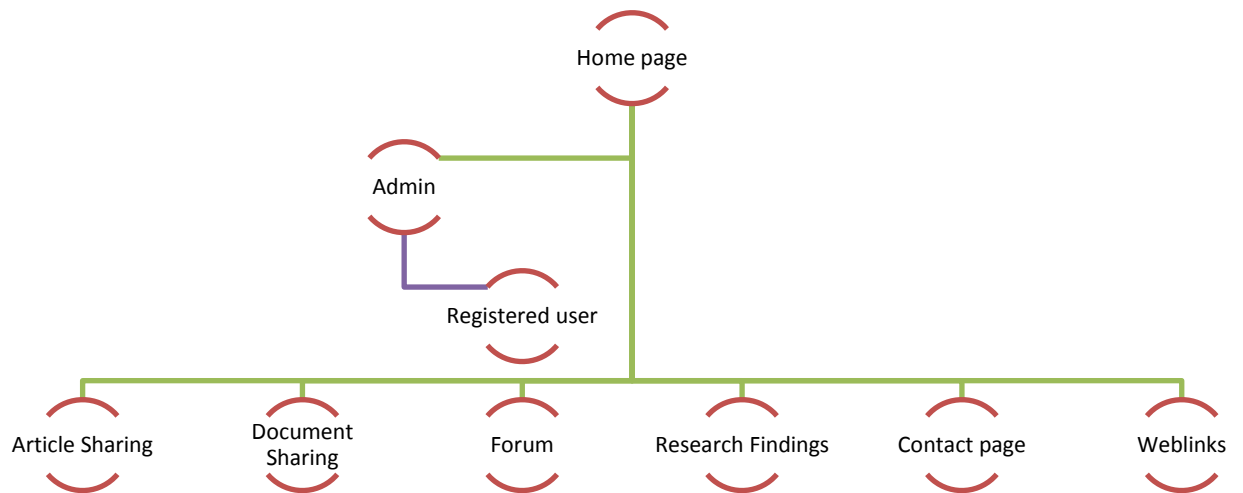 Home page
Admin
Registered user
Article Sharing
Document
Sharing
Forum
Research Findings
Contact page
Weblinks